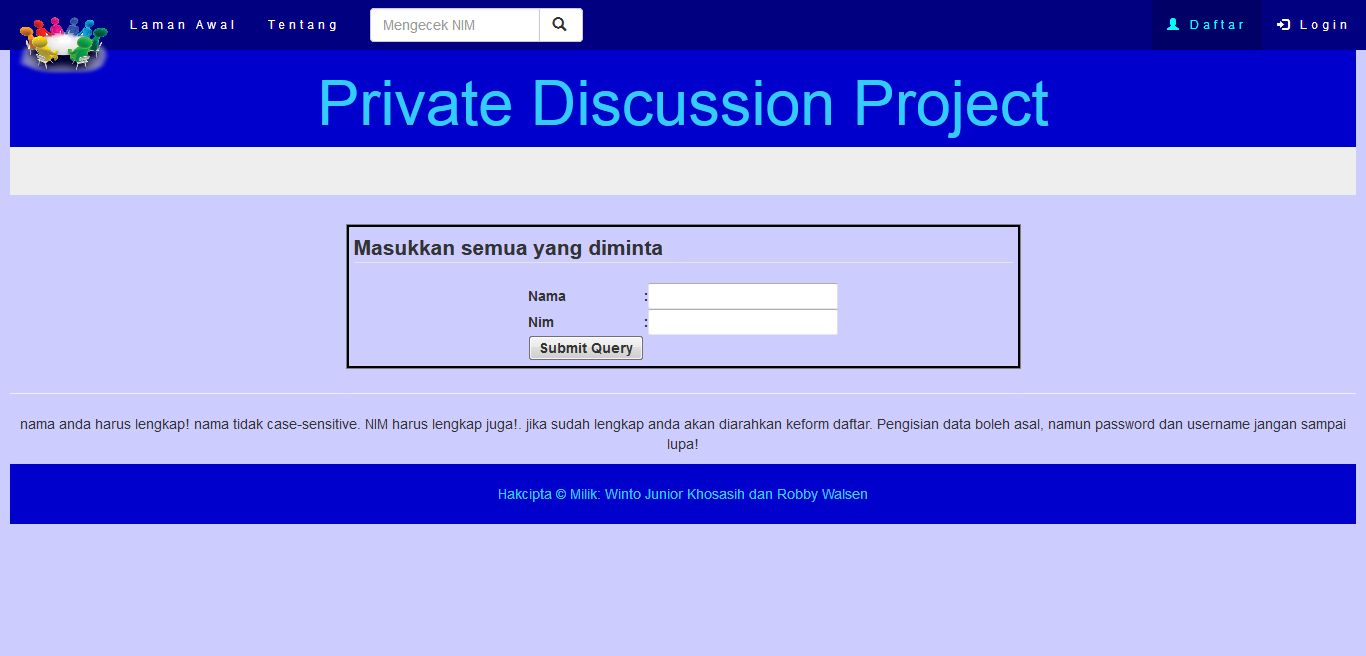 Laman Awal
Tentang
Mengecek NIM
Daftar
Login
Private Discussion Project
Masukkan semua yang diminta
Nama :
Nim :
Submit Query
nama anda harus lengkap! nama tidak case-sensitive. NIM harus lengkap juga!. jika sudah lengkap anda akan diarahkan keform daftar. Pengisian data boleh asal, namun password dan username jangan sampai
lupa!
Hakcipta © Milik: Winto Junior Khosasih dan Robby Walsen